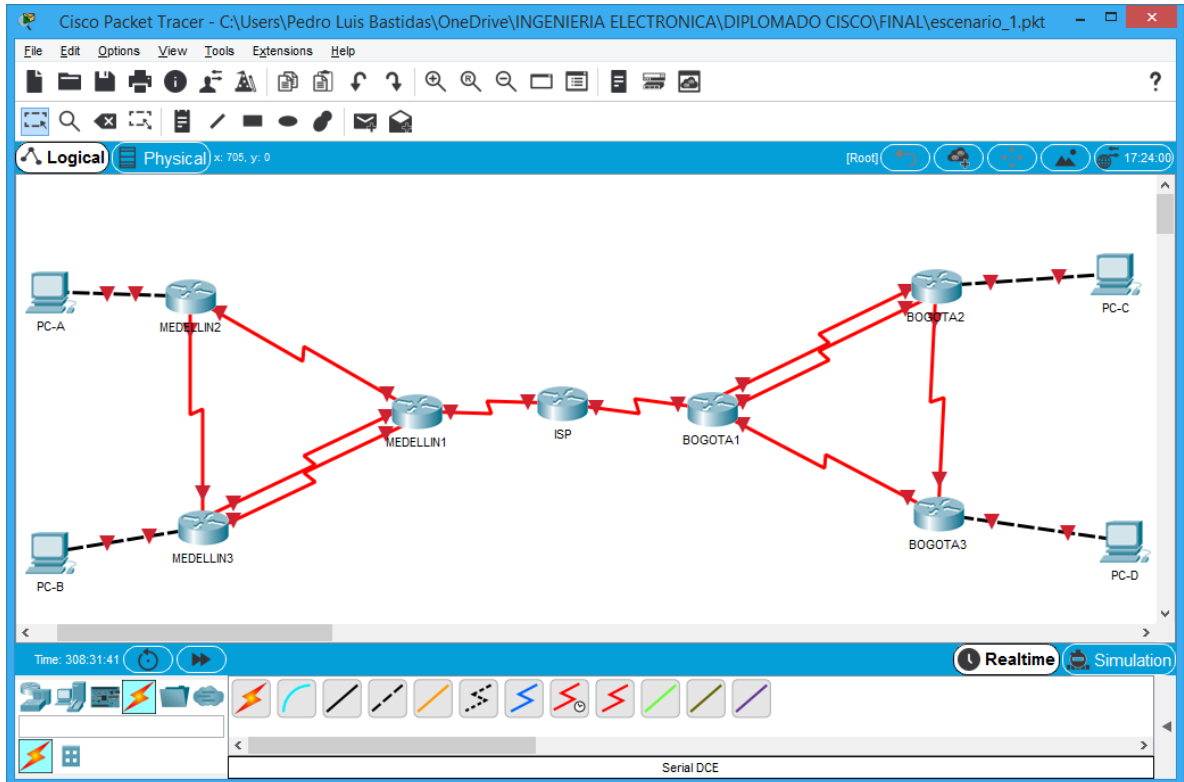 Cisco Packet Tracer - C:\Users\Pedro Luis Bastidas\OneDrive\INGENIERIA ELECTRONICA\DIPLOMADO CISCO\FINAL\escenario_1.pkt
File Edit Options View Tools Extensions Help
?
Logical Physical x: 705, y: 0 [Root] 17:24:00
PC-A
MEDELLIN2
BOGOTA2
PC-C
MEDELLIN1
ISP
BOGOTA1
PC-B
MEDELLIN3
BOGOTA3
PC-D
Time: 308:31:41 Realtime Simulation
Serial DCE